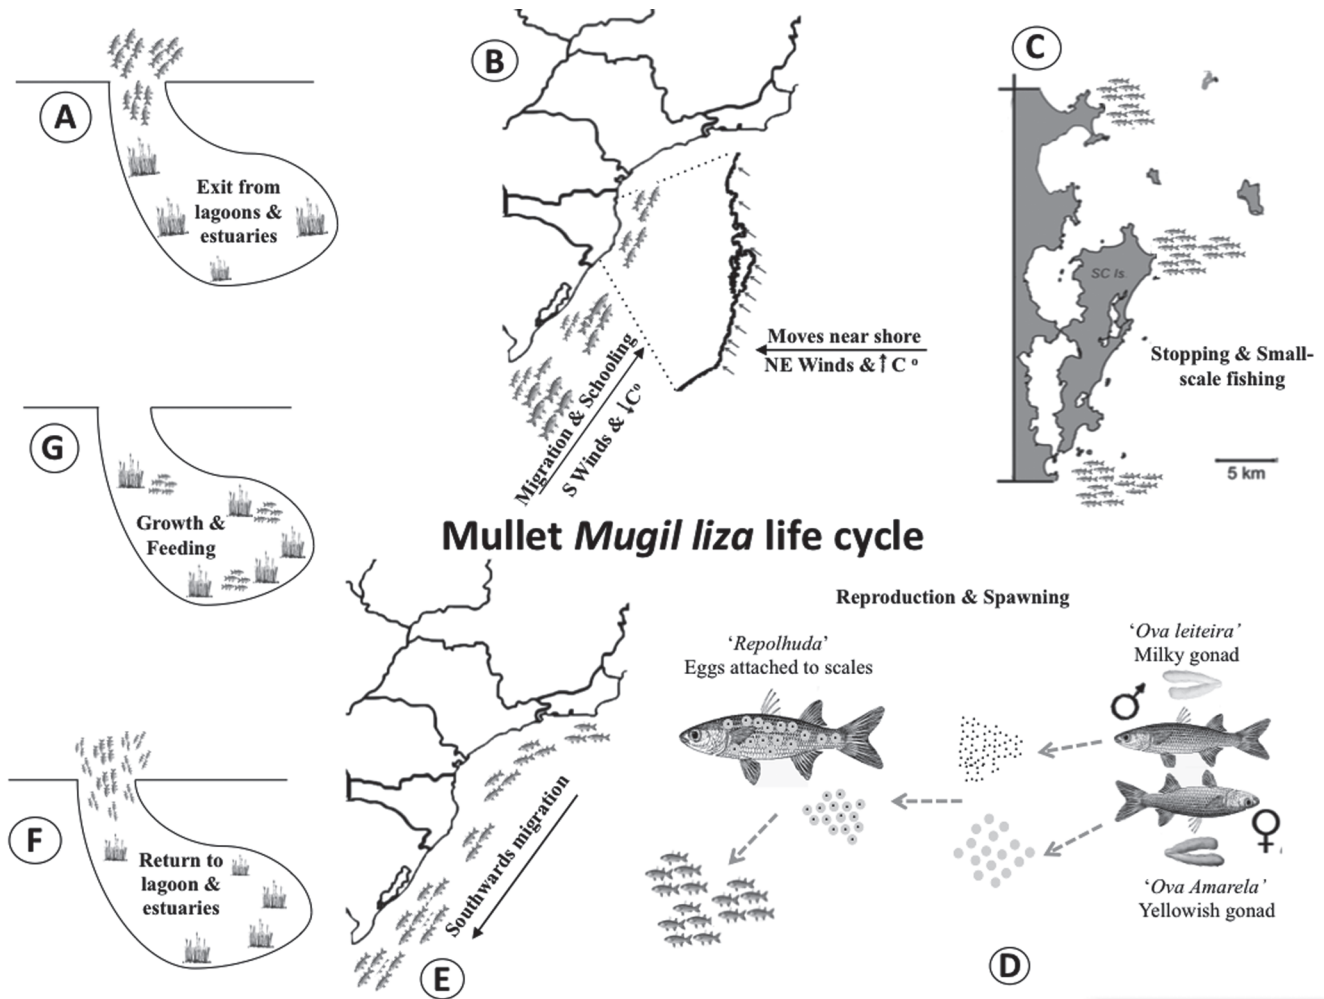 A
Exit from
lagoons &
estuaries
B
Moves near shore
NE Winds &↑ C º
Migration & Schooling
S Winds & ↓Cº
C
SC Is.
Stopping & Small-
scale fishing
5 km
G
Growth &
Feeding
Mullet Mugil liza life cycle
Reproduction & Spawning
'Repolhuda'
Eggs attached to scales
'Ova leiteira'
Milky gonad
♂
♀
'Ova Amarela'
Yellowish gonad
D
Southwards migration
E
F
Return to
lagoon &
estuaries